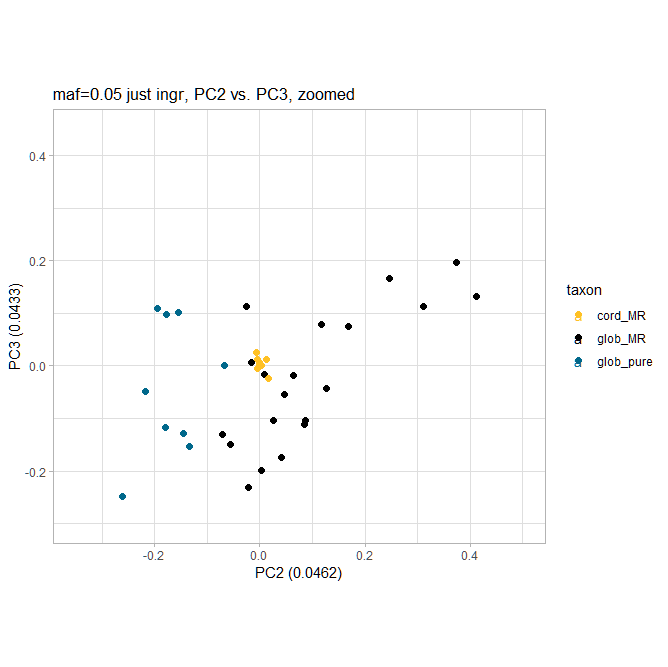 maf=0.05 just ingr, PC2 vs. PC3, zoomed
0.4
0.2
0.0
-0.2
PC3 (0.0433)
-0.2
0.0
0.2
0.4
PC2 (0.0462)
taxon
a cord_MR
a glob_MR
a glob_pure